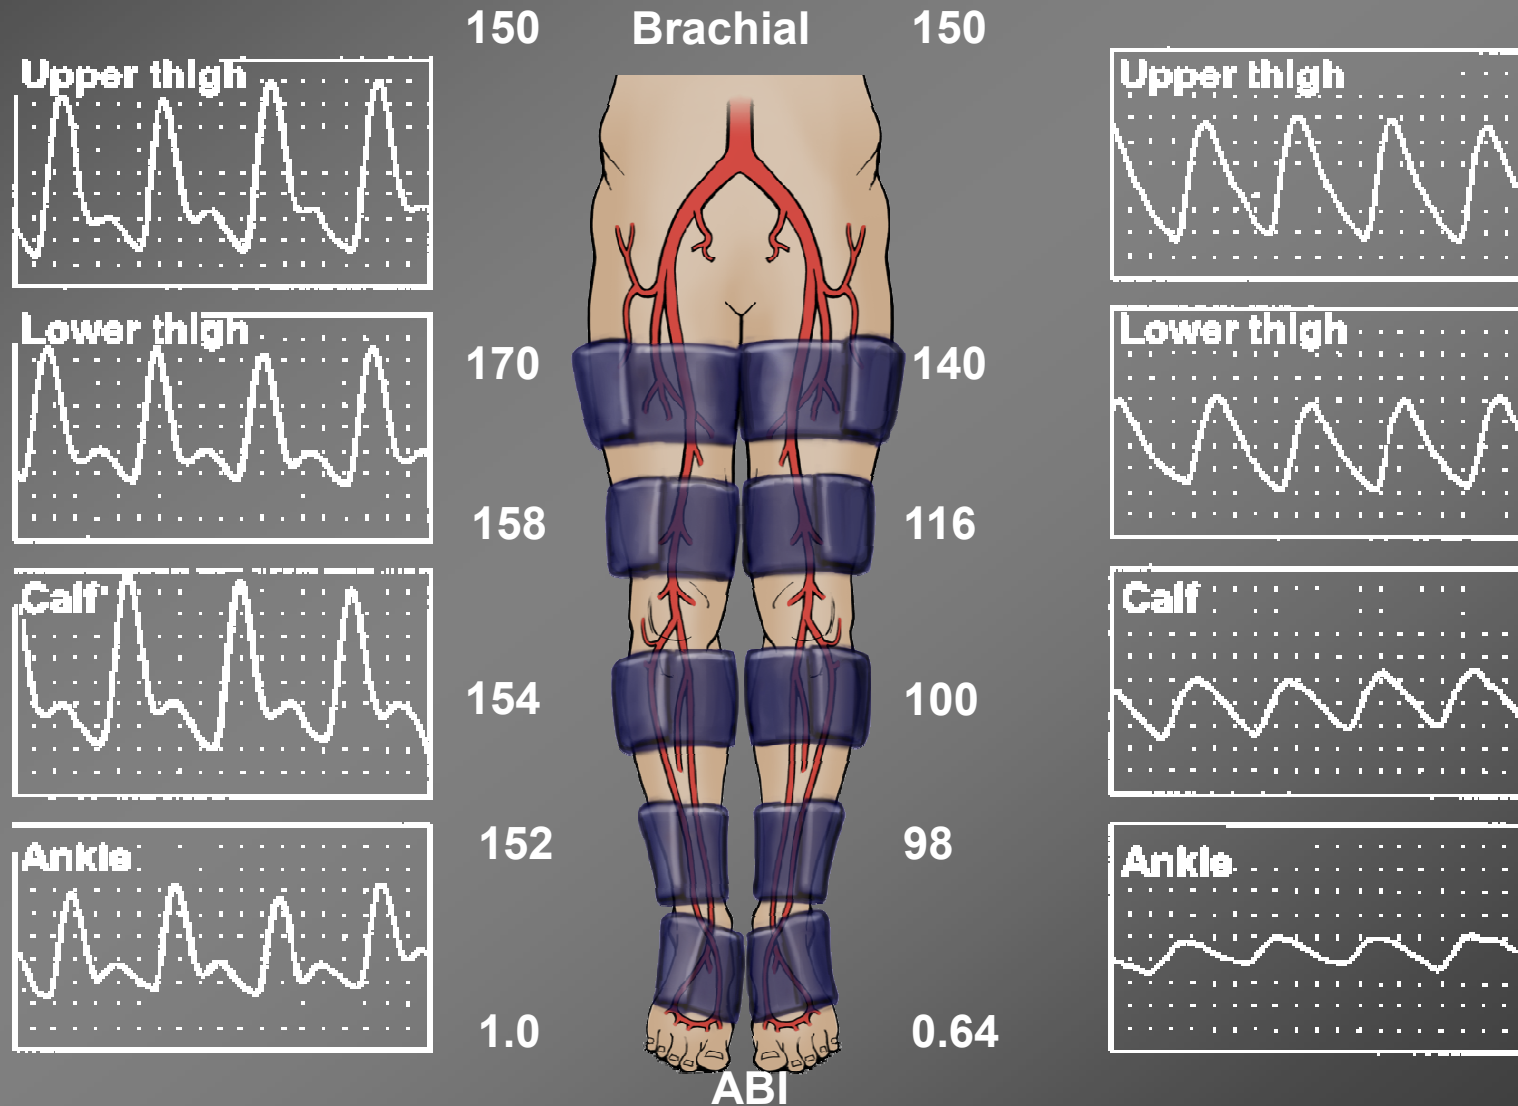 150 Brachial 150
Upper thigh
Upper thigh
Lower thigh
Lower thigh
170
140
158
116
Calf
Calf
154
100
152
98
Ankle
Ankle
1.0
0.64
ABI